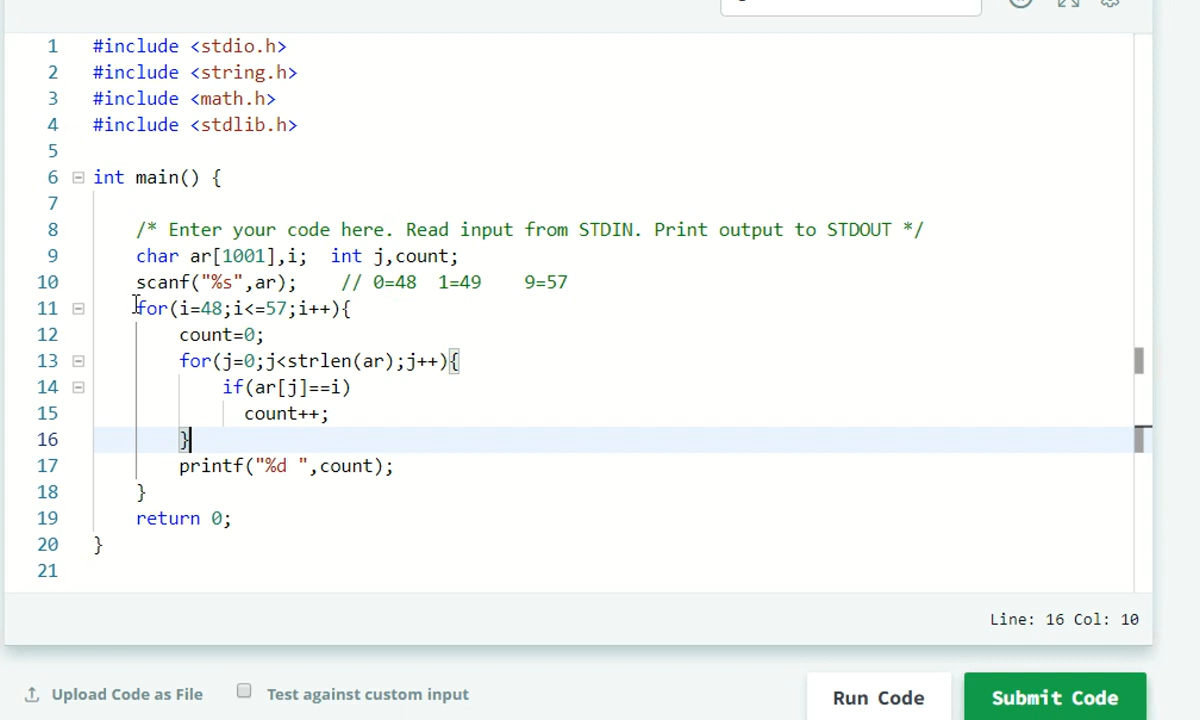 1 #include <stdio.h>
2 #include <string.h>
3 #include <math.h>
4 #include <stdlib.h>
5
6 int main() {
7
8 /* Enter your code here. Read input from STDIN. Print output to STDOUT */
9 char ar[1001],i; int j,count;
10 scanf("%s",ar); // 0=48 1=49 9=57
11 for(i=48;i<=57;i++){
12 count=0;
13 for(j=0;j<strlen(ar);j++){
14 if(ar[j]==i)
15 count++;
16 }
17 printf("%d ",count);
18 }
19 return 0;
20 }
21
Line: 16 Col: 10
Upload Code as File Test against custom input Run Code Submit Code